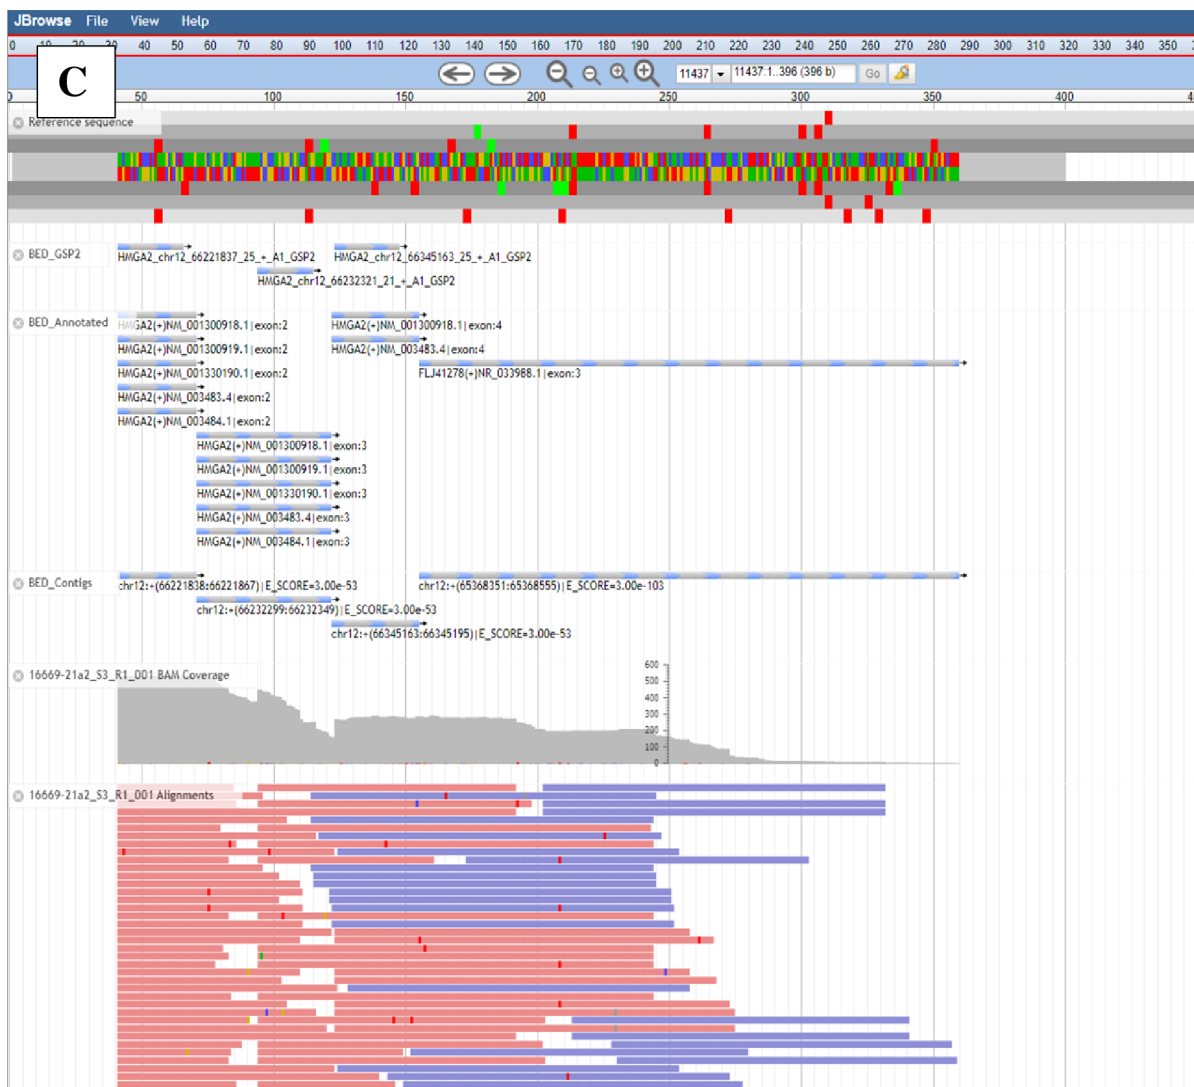 JBrowse File View Help
0 10 20 30 40 50 60 70 80 90 100 110 120 130 140 150 160 170 180 190 200 210 220 230 240 250 260 270 280 290 300 310 320 330 340 350
C
11437 11437:1..396 (396 b) Go
50 100 150 200 250 300 350 400
Reference sequence
BED_GSP2
HMGA2_chr12_66221837_25_+_A1_GSP2 HMGA2_chr12_66345163_25_+_A1_GSP2
HMGA2_chr12_66232321_21_+_A1_GSP2
BED_Annotated
HMGA2(+)NM_001300918.1|exon:2 HMGA2(+)NM_001300918.1|exon:4
HMGA2(+)NM_001300919.1|exon:2 HMGA2(+)NM_003483.4|exon:4
HMGA2(+)NM_001330190.1|exon:2 FLJ41278(+)NR_033988.1|exon:3
HMGA2(+)NM_003483.4|exon:2
HMGA2(+)NM_003484.1|exon:2
HMGA2(+)NM_001300918.1|exon:3
HMGA2(+)NM_001300919.1|exon:3
HMGA2(+)NM_001330190.1|exon:3
HMGA2(+)NM_003483.4|exon:3
HMGA2(+)NM_003484.1|exon:3
BED_Contigs
chr12:+(66221838:66221867)|E_SCORE=3.00e-53 chr12:+(65368351:65368555)|E_SCORE=3.00e-103
chr12:+(66232299:66232349)|E_SCORE=3.00e-53
chr12:+(66345163:66345195)|E_SCORE=3.00e-53
16669-21a2_S3_R1_001 BAM Coverage
600
500
400
300
200
100
0
16669-21a2_S3_R1_001 Alignments